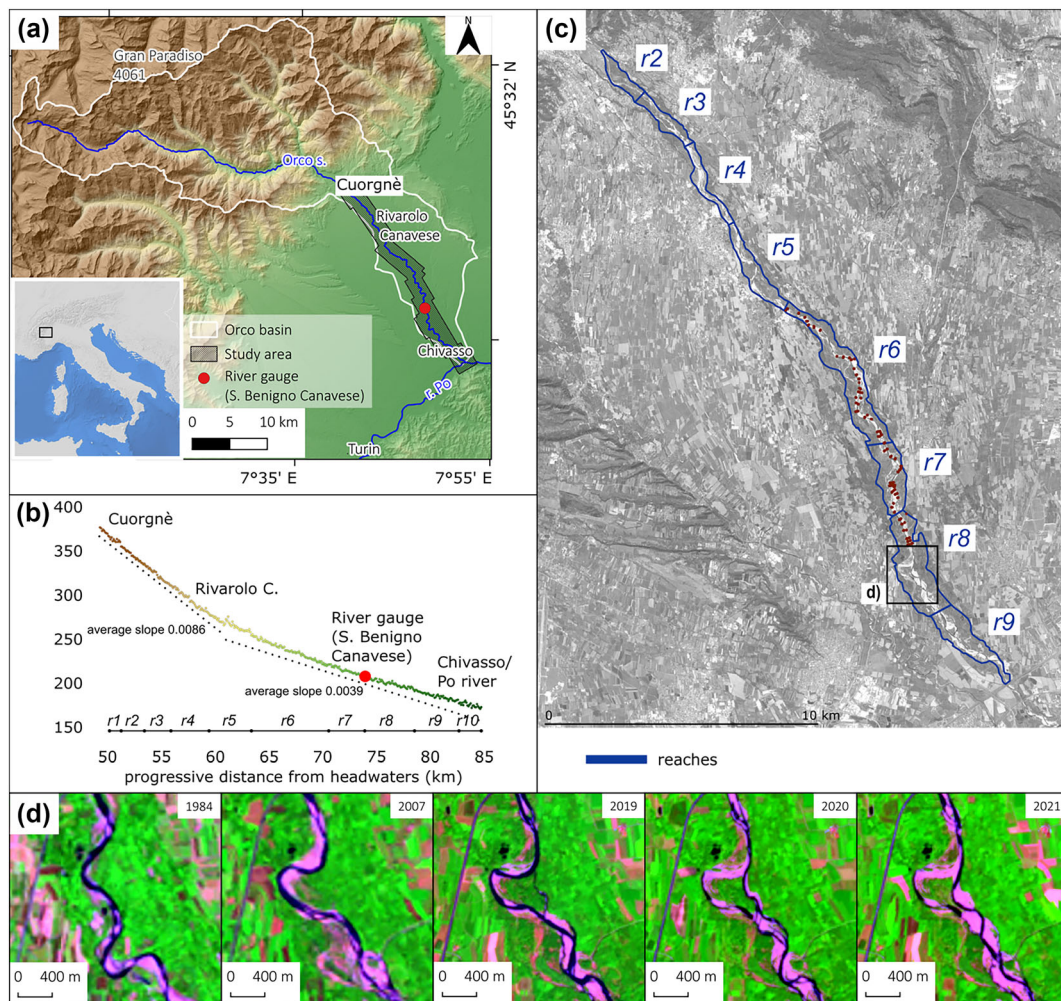 (a)
Gran Paradiso
4061
45°32' N
Orco s.
Cuorgnè
Rivarolo
Canavese
Orco basin
Study area
River gauge
(S. Benigno Canavese)
Chivasso
r. Po
0 5 10 km
Turin
7°35' E
7°55' E
(b)
400
350
300
250
200
150
Cuorgnè
Rivarolo C.
average slope 0.0086
River gauge
(S. Benigno
Canavese)
average slope 0.0039
Chivasso/
Po river
r1 r2 r3 r4 r5 r6 r7 r8 r9 r10
50 55 60 65 70 75 80 85
progressive distance from headwaters (km)
(c)
r2
r3
r4
r5
r6
r7
r8
d)
r9
10 km
reaches
(d)
1984
0 400 m
2007
0 400 m
2019
0 400 m
2020
0 400 m
2021
0 400 m